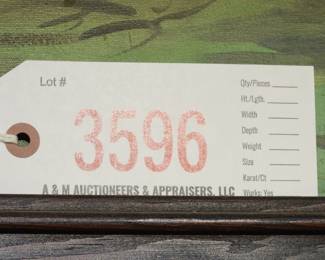 Lot #
3596
A & M AUCTIONEERS & APPRAISERS, LLC
Qty/Pieces
Ht./Lgth.
Width
Depth
Weight
Size
Karat/Ct
Works: Yes